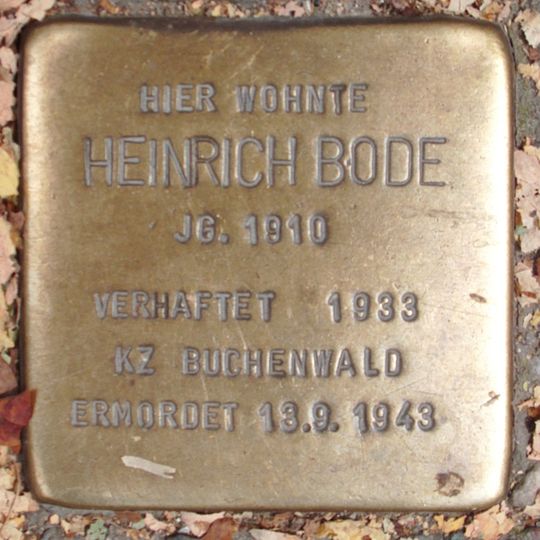 HIER WOHNTE
HEINRICH BODE
JG. 1910
VERHAFTET 1933
KZ BUCHENWALD
ERMORDET 13.9.1943